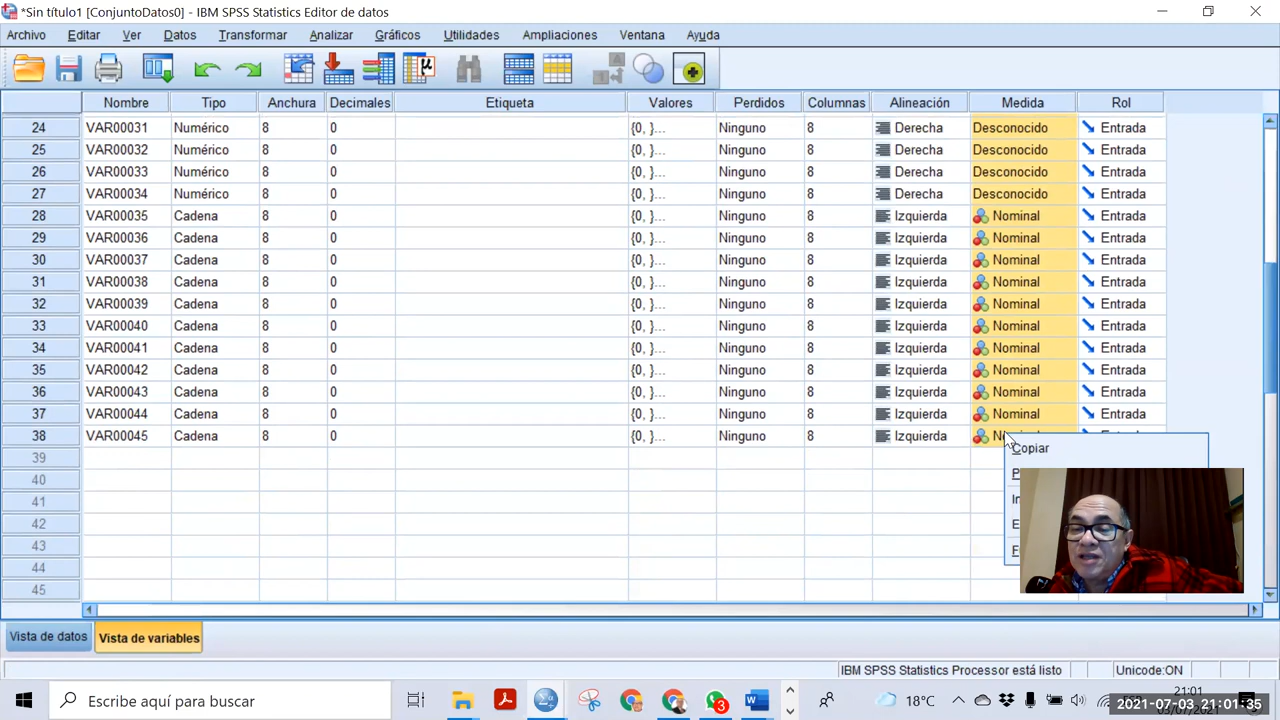 *Sin título1 [ConjuntoDatos0] - IBM SPSS Statistics Editor de datos
Archivo Editar Ver Datos Transformar Analizar Gráficos Utilidades Ampliaciones Ventana Ayuda
Nombre Tipo Anchura Decimales Etiqueta Valores Perdidos Columnas Alineación Medida Rol
24 VAR00031 Numérico 8 0 {0, }... Ninguno 8 Derecha Desconocido Entrada
25 VAR00032 Numérico 8 0 {0, }... Ninguno 8 Derecha Desconocido Entrada
26 VAR00033 Numérico 8 0 {0, }... Ninguno 8 Derecha Desconocido Entrada
27 VAR00034 Numérico 8 0 {0, }... Ninguno 8 Derecha Desconocido Entrada
28 VAR00035 Cadena 8 0 {0, }... Ninguno 8 Izquierda Nominal Entrada
29 VAR00036 Cadena 8 0 {0, }... Ninguno 8 Izquierda Nominal Entrada
30 VAR00037 Cadena 8 0 {0, }... Ninguno 8 Izquierda Nominal Entrada
31 VAR00038 Cadena 8 0 {0, }... Ninguno 8 Izquierda Nominal Entrada
32 VAR00039 Cadena 8 0 {0, }... Ninguno 8 Izquierda Nominal Entrada
33 VAR00040 Cadena 8 0 {0, }... Ninguno 8 Izquierda Nominal Entrada
34 VAR00041 Cadena 8 0 {0, }... Ninguno 8 Izquierda Nominal Entrada
35 VAR00042 Cadena 8 0 {0, }... Ninguno 8 Izquierda Nominal Entrada
36 VAR00043 Cadena 8 0 {0, }... Ninguno 8 Izquierda Nominal Entrada
37 VAR00044 Cadena 8 0 {0, }... Ninguno 8 Izquierda Nominal Entrada
38 VAR00045 Cadena 8 0 {0, }... Ninguno 8 Izquierda
39
Copiar
40
41
42
43
44
45
Vista de datos Vista de variables
IBM SPSS Statistics Processor está listo Unicode:ON
Escribe aquí para buscar 3 18°C 21:01
2021-07-03 21:01:35